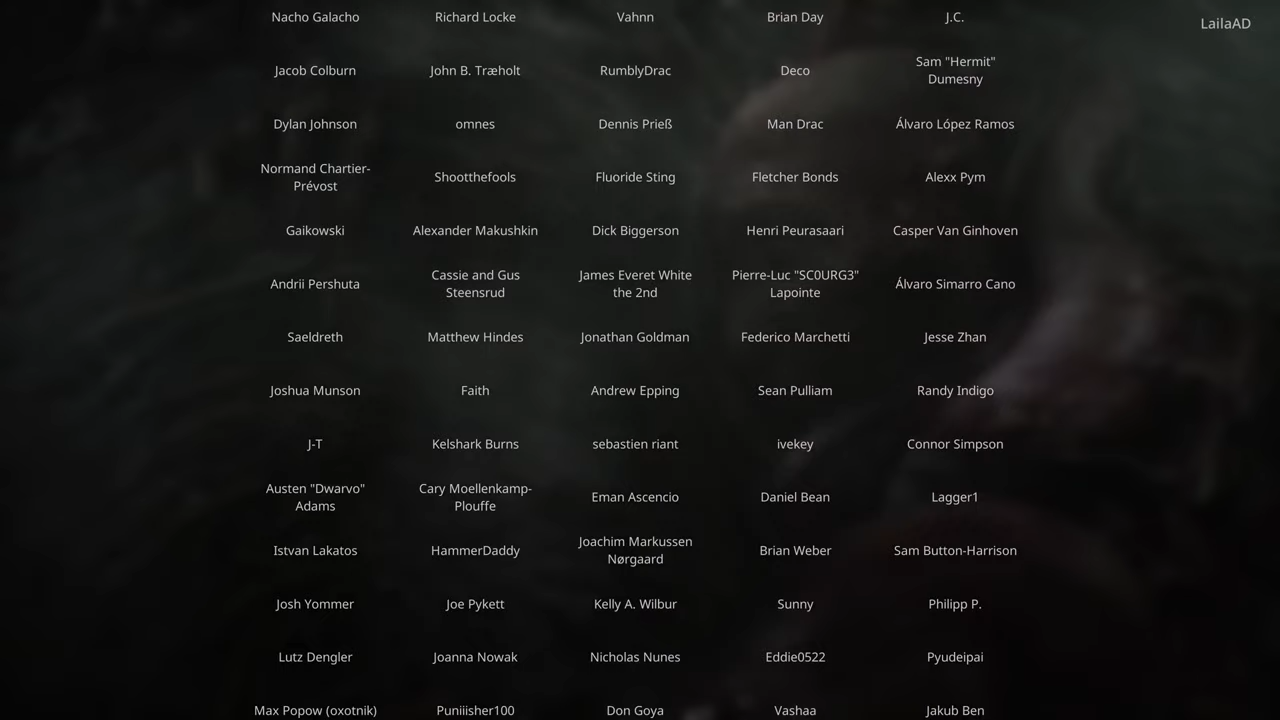 Nacho Galacho Richard Locke Vahnn Brian Day J.C.
LailaAD
Jacob Colburn John B. Træholt RumblyDrac Deco Sam "Hermit"
Dumesny
Dylan Johnson omnes Dennis Prieß Man Drac Álvaro López Ramos
Normand Chartier-
Prévost Shootthefools Fluoride Sting Fletcher Bonds Alexx Pym
Gaikowski Alexander Makushkin Dick Biggerson Henri Peurasaari Casper Van Ginhoven
Andrii Pershuta Cassie and Gus
Steensrud James Everet White
the 2nd Pierre-Luc "SC0URG3"
Lapointe Álvaro Simarro Cano
Saeldreth Matthew Hindes Jonathan Goldman Federico Marchetti Jesse Zhan
Joshua Munson Faith Andrew Epping Sean Pulliam Randy Indigo
J-T Kelshark Burns sebastien riant ivekey Connor Simpson
Austen "Dwarvo"
Adams Cary Moellenkamp-
Plouffe Eman Ascencio Daniel Bean Lagger1
Istvan Lakatos HammerDaddy Joachim Markussen
Nørgaard Brian Weber Sam Button-Harrison
Josh Yommer Joe Pykett Kelly A. Wilbur Sunny Philipp P.
Lutz Dengler Joanna Nowak Nicholas Nunes Eddie0522 Pyudeipai
Max Popow (oxotnik) Puniiisher100 Don Goya Vashaa Jakub Ben